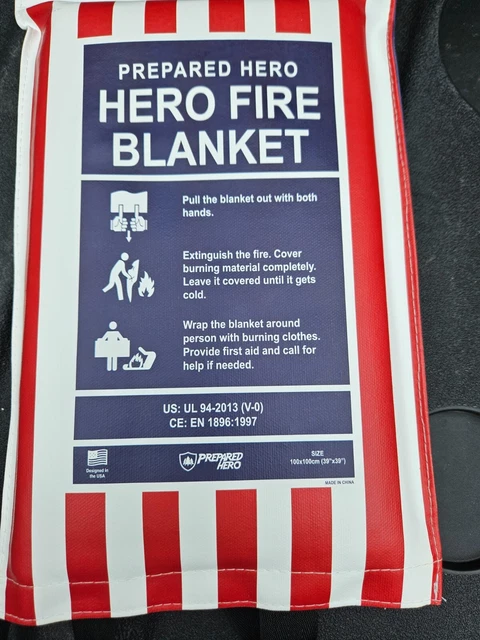 PREPARED HERO
HERO FIRE
BLANKET
Pull the blanket out with both
hands.
Extinguish the fire. Cover
burning material completely.
Leave it covered until it gets
cold.
Wrap the blanket around
person with burning clothes.
Provide first aid and call for
help if needed.
US: UL 94-2013 (V-0)
CE: EN 1896:1997
Designed in
the USA
PREPARED
HERO
SIZE
100x100cm (39"x39")
MADE IN CHINA